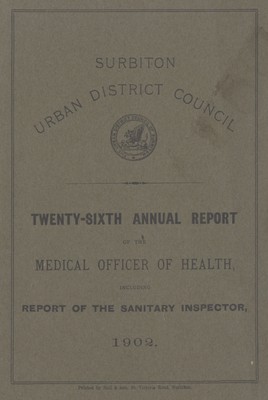 SURBITON
URBAN DISTRICT COUNCIL
TWENTY-SIXTH ANNUAL REPORT
OF THE
MEDICAL OFFICER OF HEALTH,
INCLUDING
REPORT OF THE SANITARY INSPECTOR,
1902.